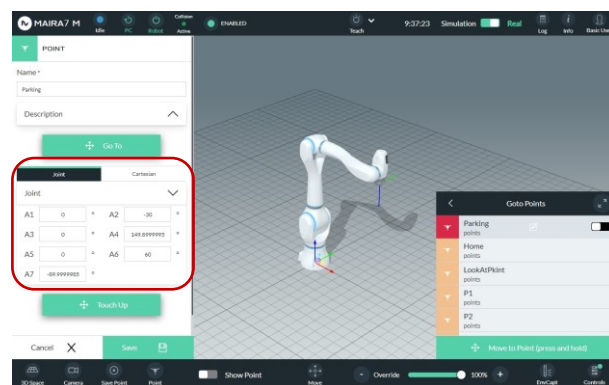 MAIRA7 M
Idle
PC
Robot
Collision
Active
ENABLED
Teach
9:37:23
Simulation
Real
Log
Info
Basic Use
POINT
Name *
Parking
Description
Go To
Joint
Cartesian
Joint
A1 0 ° A2 -30 °
A3 0 ° A4 149.8999995 °
A5 0 ° A6 60 °
A7 -89.9999985 °
Touch Up
Cancel
Save
Goto Points
Parking
points
Home
points
LookAtPkint
points
P1
points
P2
points
Move to Point (press and hold)
3D Space
Camera
Save Point
Point
Show Point
Move
- Override 100% +
EnvCapt
Controls